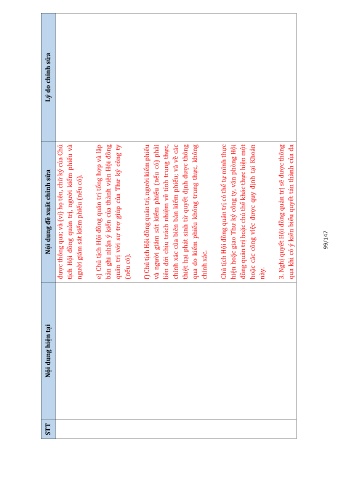 STT
Nội dung hiện tại
Nội dung đề xuất chỉnh sửa
Lý do chỉnh sửa
được thông qua; và (vi) họ tên, chữ ký của Chủ
tịch Hội đồng quản trị, người kiểm phiếu và
người giám sát kiểm phiếu (nếu có).
e) Chủ tịch Hội đồng quản trị tổng hợp và lập
báo ghi nhận ý kiến của thành viên Hội đồng
quản trị với sự trợ giúp của Thư ký công ty
(nếu có).
f) Chủ tịch Hội đồng quản trị, người kiểm phiếu
và người giám sát kiểm phiếu (nếu có) phải
liên đới chịu trách nhiệm về tính trung thực,
chính xác của biên bản kiểm phiếu; và về các
thiệt hại phát sinh từ quyết định được thông
qua do kiểm phiếu không trung thực, không
chính xác.
Chủ tịch Hội đồng quản trị có thể tự mình thực
hiện hoặc giao Thư ký công ty, văn phòng Hội
đồng quản trị hoặc chủ thể khác thực hiện một
hoặc các công việc được quy định tại Khoản
này.
3. Nghị quyết Hội đồng quản trị sẽ được thông
qua khi có ý kiến biểu quyết tán thành của đa
99/147